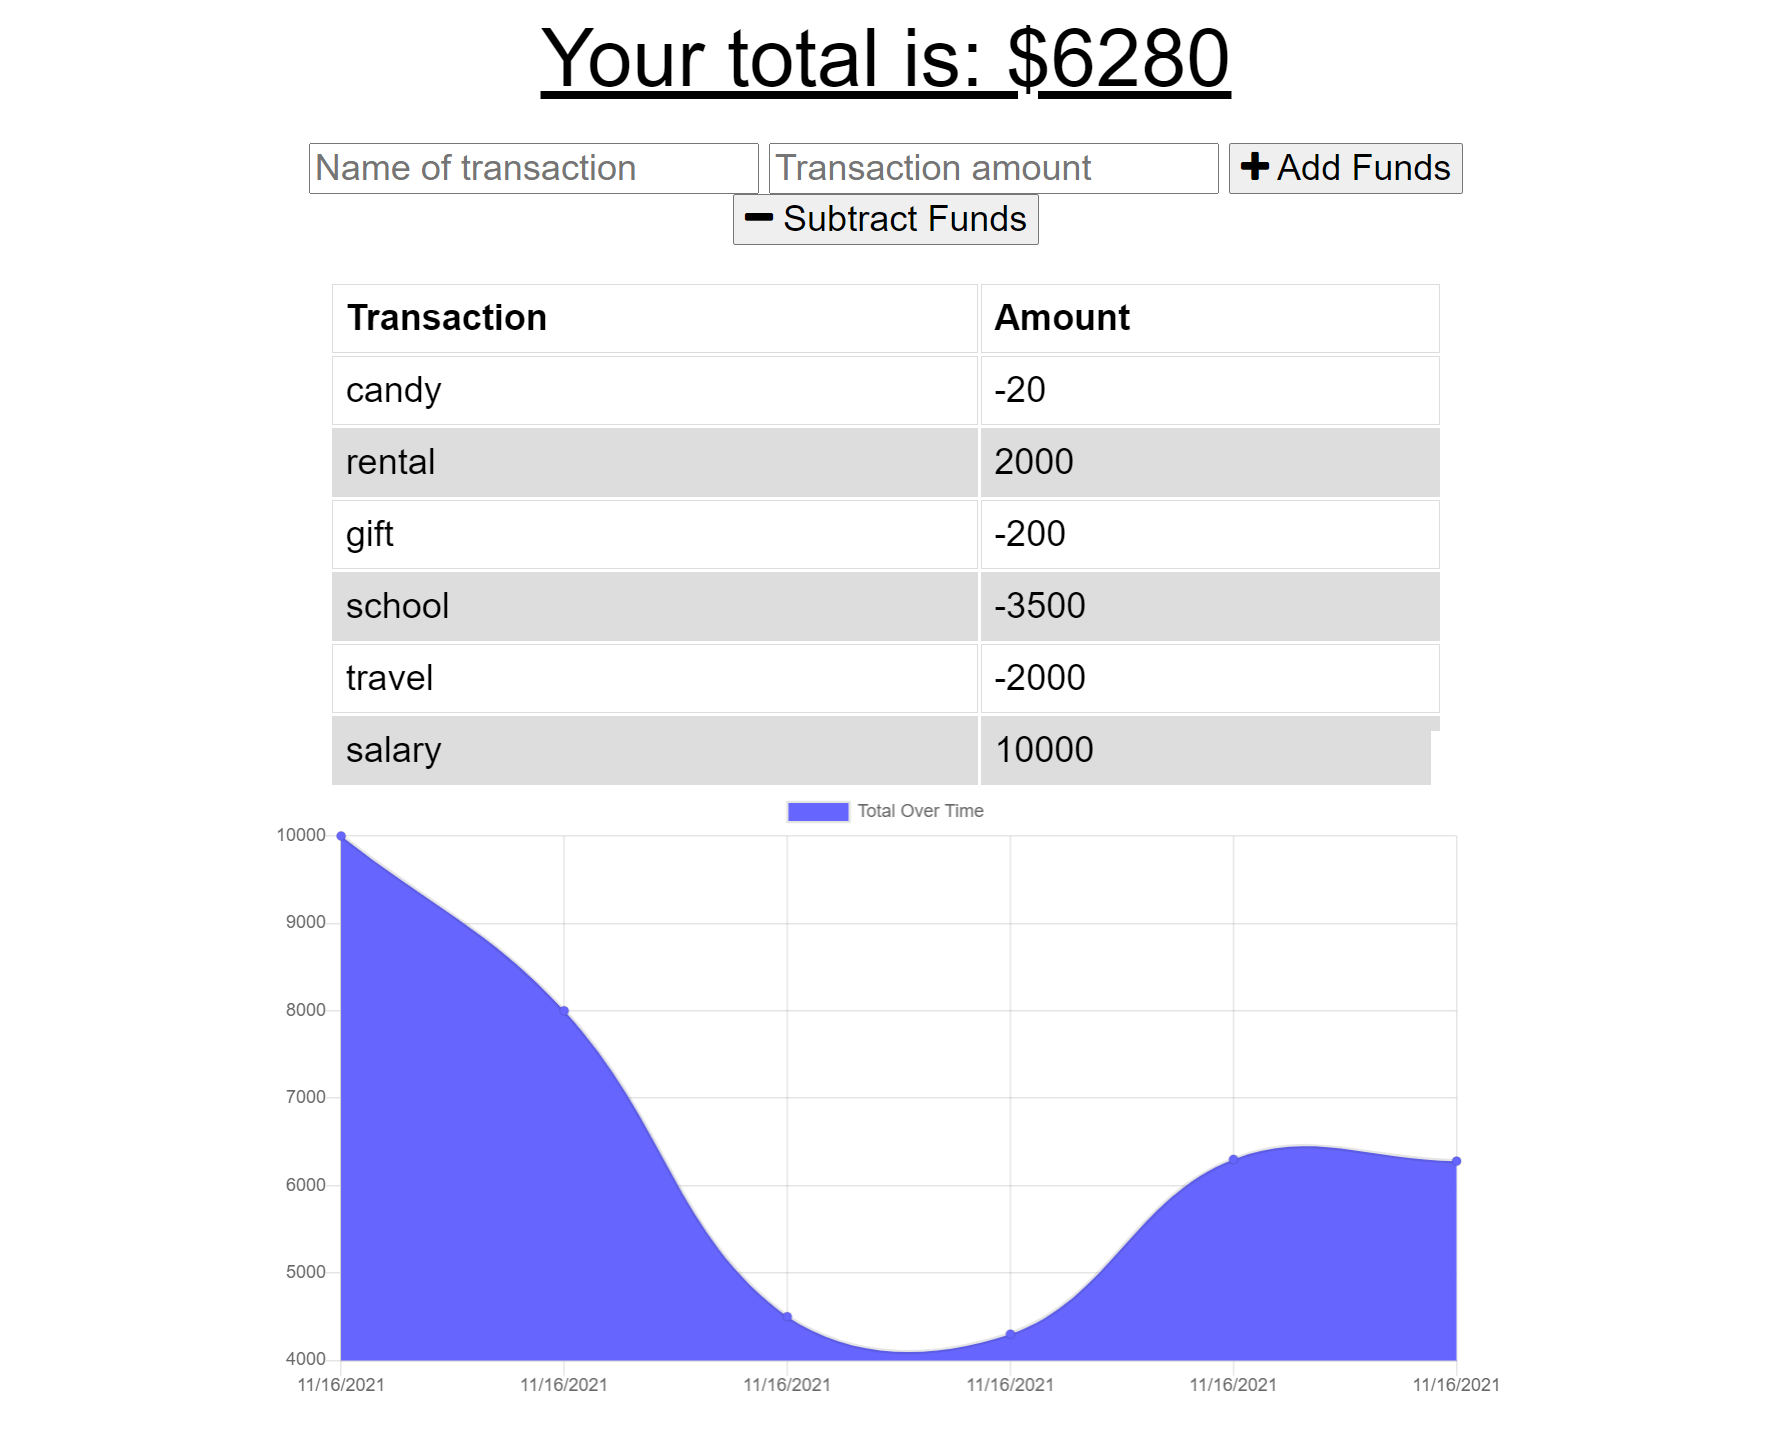 Your total is: $6280
Name of transaction Transaction amount Add Funds
Subtract Funds
Transaction Amount
candy -20
rental 2000
gift -200
school -3500
travel -2000
salary 10000
Total Over Time
10000
9000
8000
7000
6000
5000
4000
11/16/2021 11/16/2021 11/16/2021 11/16/2021 11/16/2021 11/16/2021